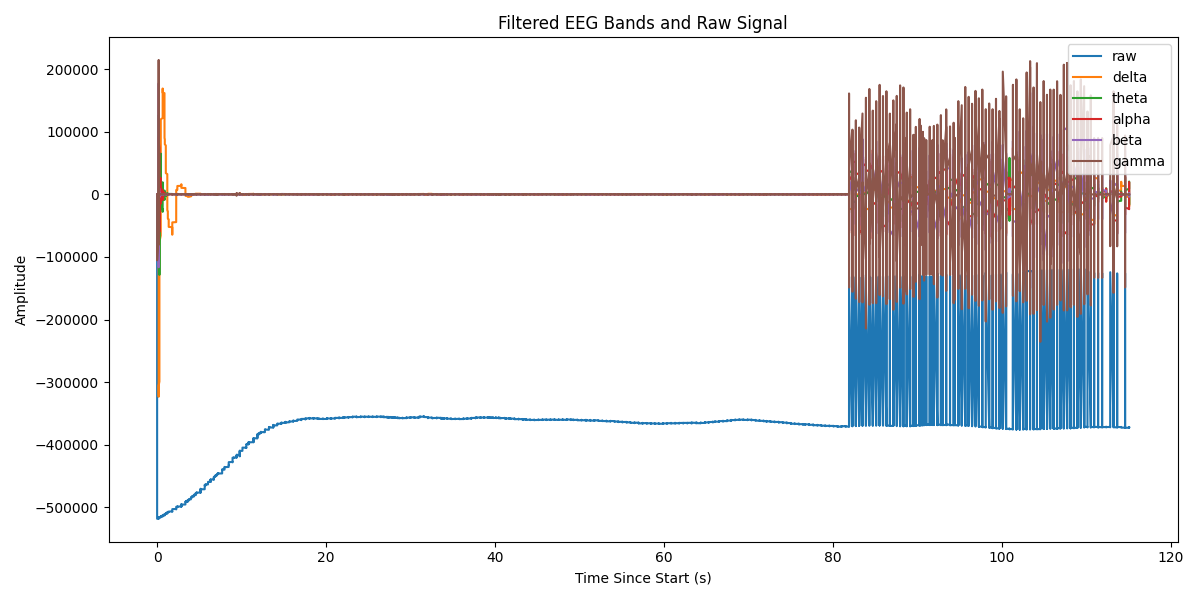 Filtered EEG Bands and Raw Signal
200000
100000
0
−100000
−200000
−300000
−400000
−500000
Amplitude
raw
delta
theta
alpha
beta
gamma
0
20
40
60
80
100
120
Time Since Start (s)